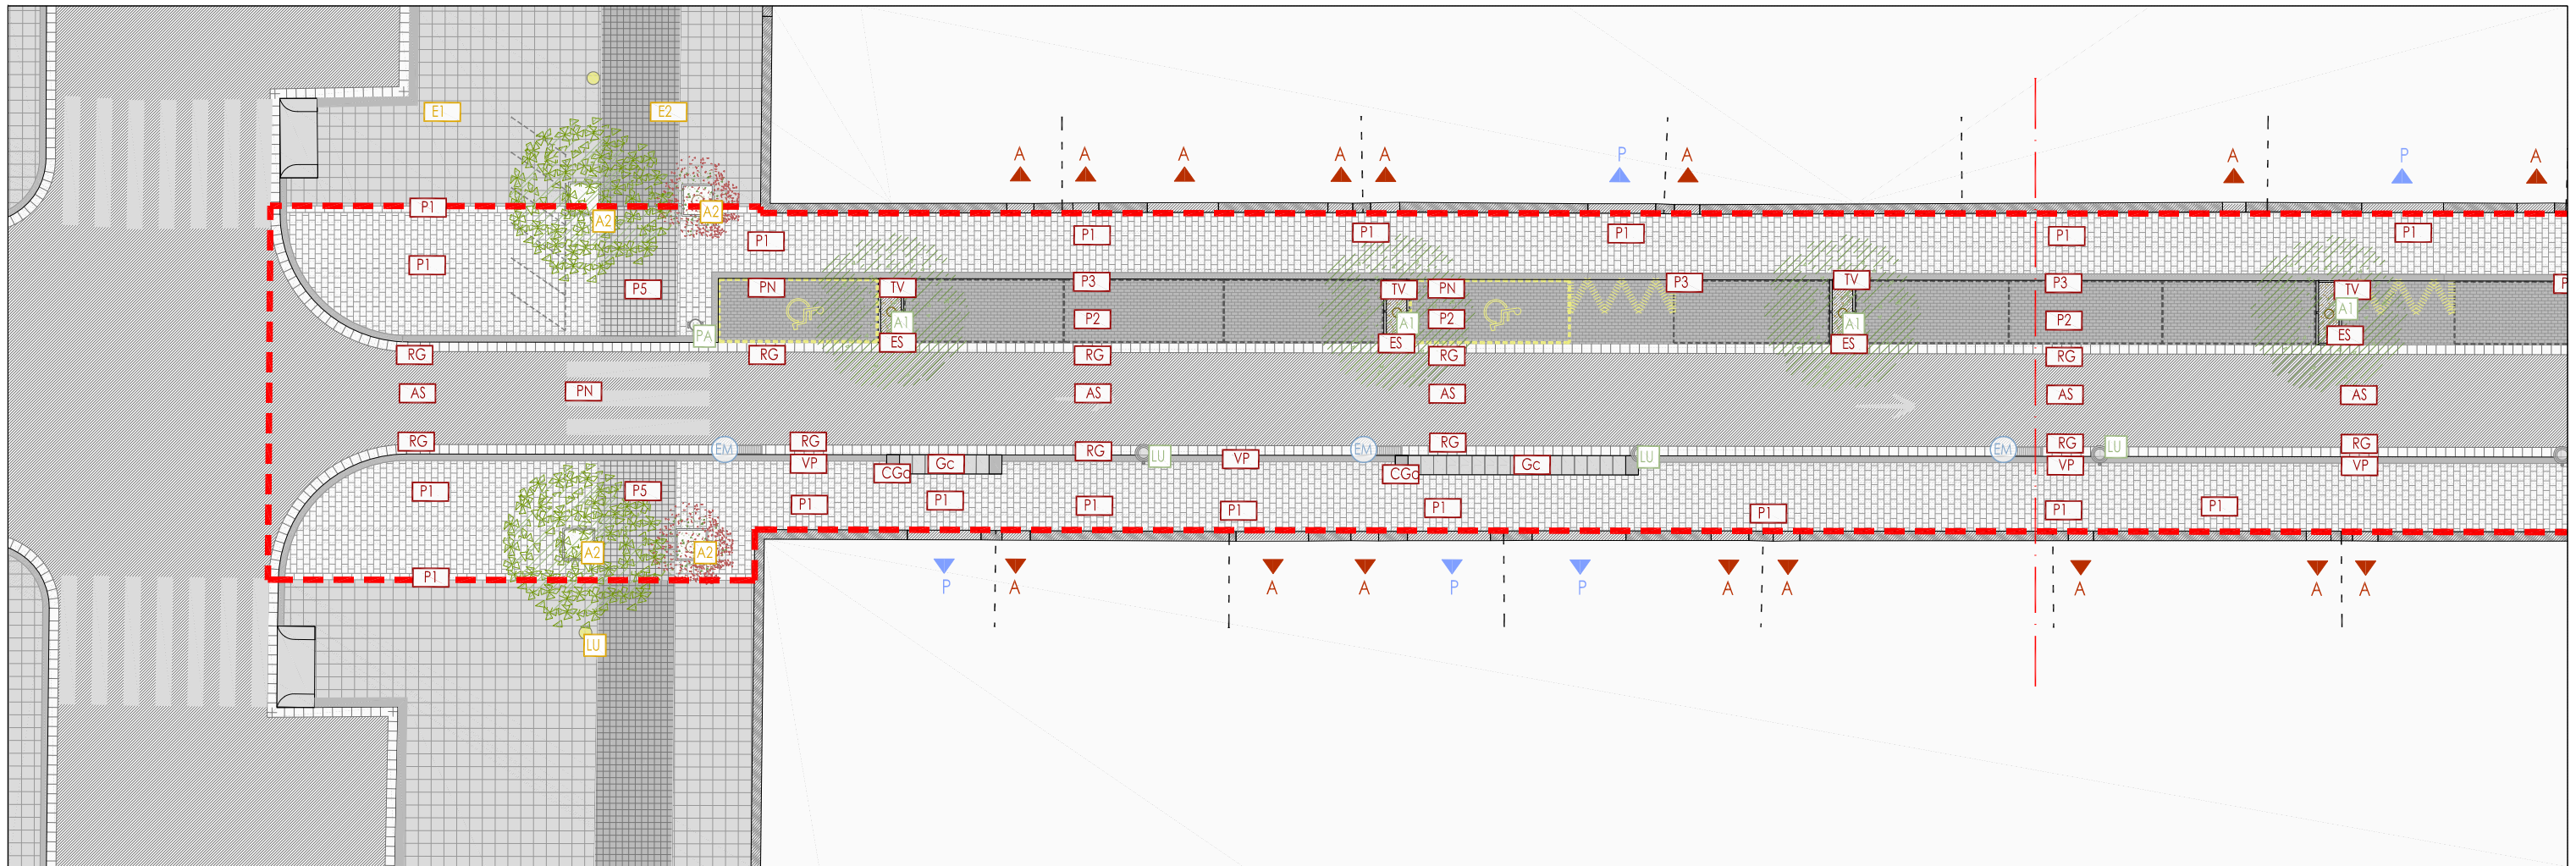 E1 E2
A A A A A P A A P A
P1 A2 A2
P1 P1 P1 P1 P1 P1
P1
P5 PN TV P3 TV PN P3 TV P3 TV P
PA A1 P2 A1 P2 A1 P2 A1
ES ES ES ES
RG RG RG RG RG
AS PN AS AS AS AS
RG EM RG RG LU EM RG LU EM RG LU RG
VP CGc Gc VP CGc Gc VP VP
P1 P5 P1 P1 P1 P1 P1 P1 P1 P1
A2 A2
P1
P A A A P P A A A A A
LU